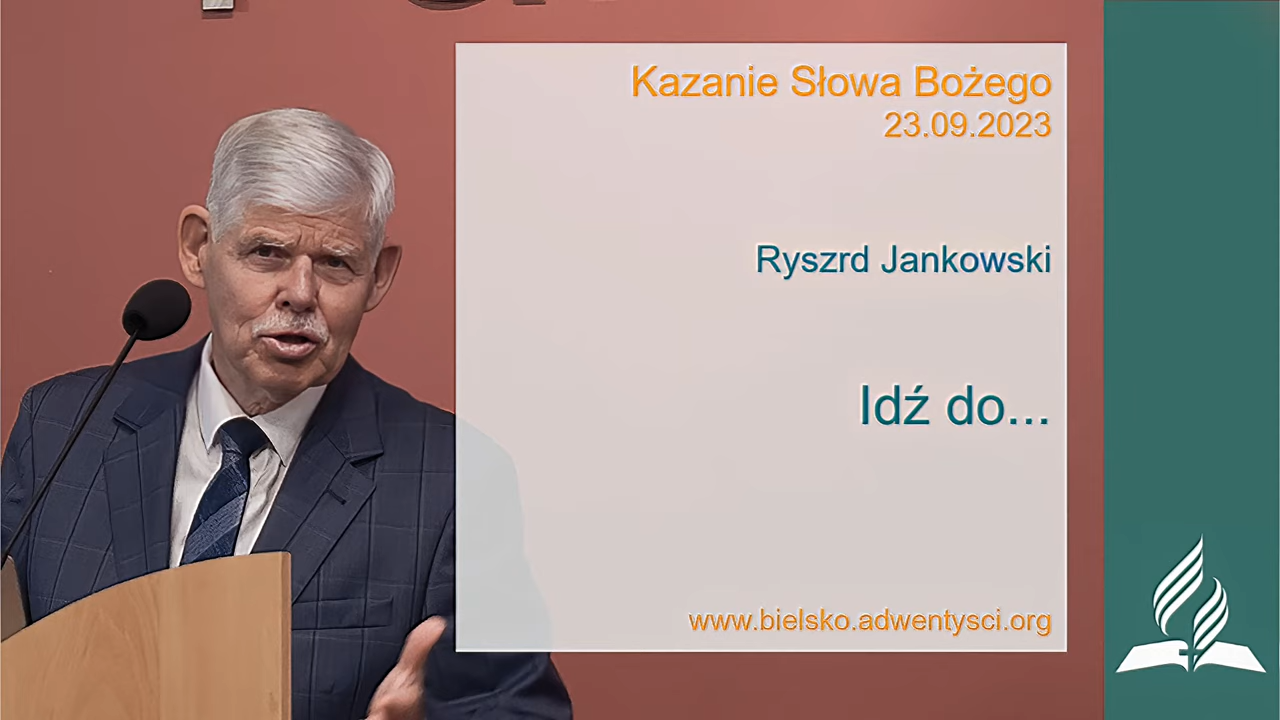 Kazanie Słowa Bożego
23.09.2023
Ryszrd Jankowski
Idź do...
www.bielsko.adwentysci.org